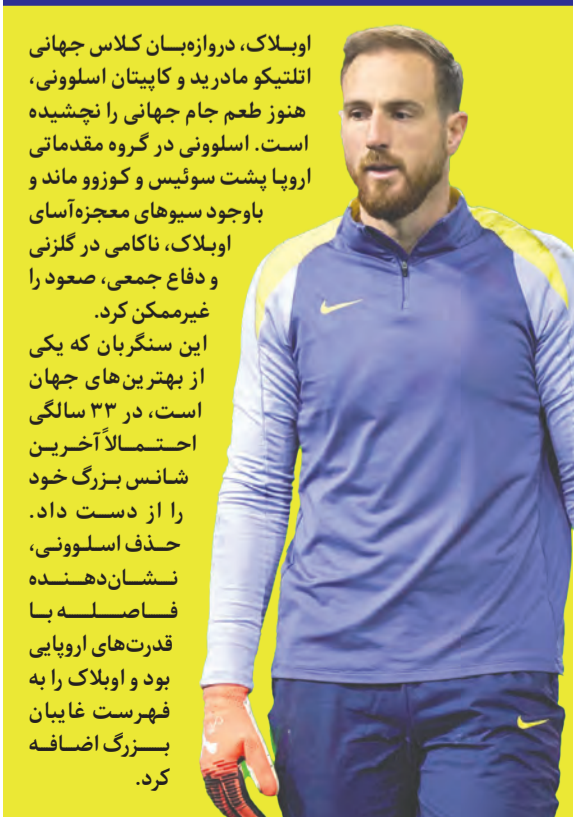 اوبلاک، دروازه‌بان کلاس جهانی
اتلتیکو مادرید و کاپیتان اسلوونی،
هنوز طعم جام جهانی را نچشیده
است. اسلوونی در گروه مقدماتی
اروپا پشت سوئیس و کوزوو ماند و
باوجود سیوهای معجزه‌آسای
اوبلاک، ناکامی در گلزنی
و دفاع جمعی، صعود را
غیرممکن کرد.
این سنگربان که یکی
از بهترین‌های جهان
است، در ۳۳ سالگی
احتمالاً آخرین
شانس بزرگ خود
را از دست داد.
حذف اسلوونی،
نشان‌دهنده
فاصله با
قدرت‌های اروپایی
بود و اوبلاک را به
فهرست غایبان
بزرگ اضافه
کرد.